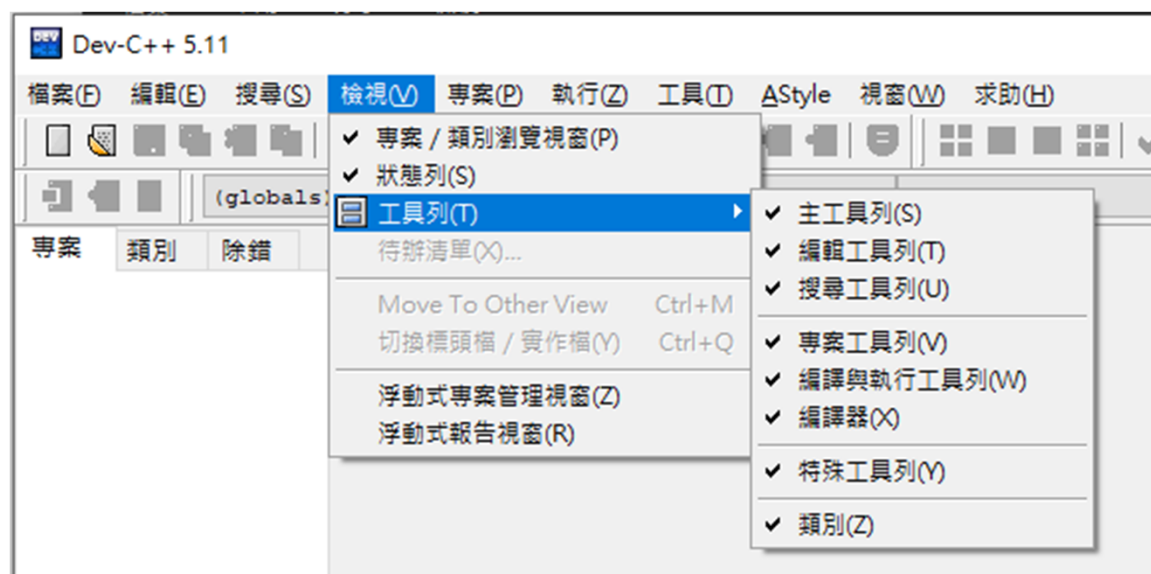 Dev-C++ 5.11
檔案(F) 編輯(E) 搜尋(S) 檢視(V) 專案(P) 執行(Z) 工具(T) AStyle 視窗(W) 求助(H)
專案 / 類別瀏覽視窗(P)
狀態列(S)
(globals)
工具列(T)
待辦清單(X)...
Move To Other View Ctrl+M
切換標頭檔 / 實作檔(Y) Ctrl+Q
浮動式專案管理視窗(Z)
浮動式報告視窗(R)
主工具列(S)
編輯工具列(T)
搜尋工具列(U)
專案工具列(V)
編譯與執行工具列(W)
編譯器(X)
特殊工具列(Y)
類別(Z)
專案 類別 除錯